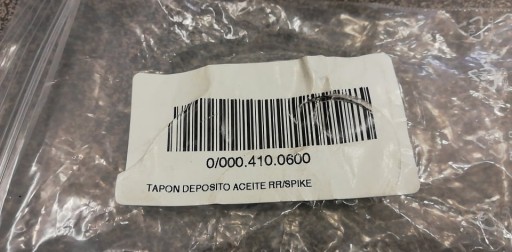 0/000.410.0600
TAPON DEPOSITO ACEITE RR/SPIKE